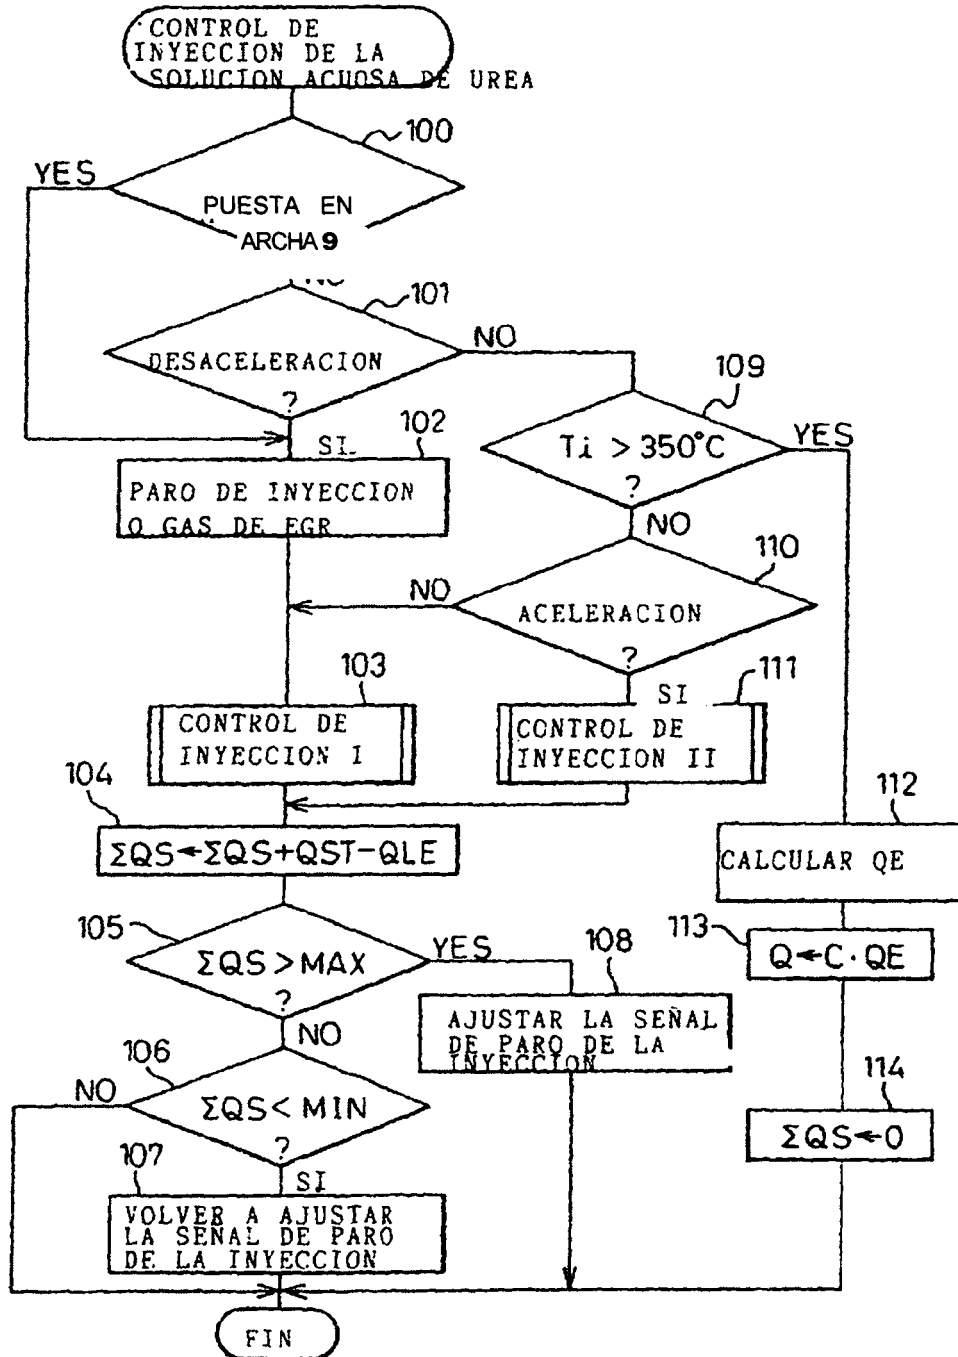 CONTROL DE
INYECCION DE LA
SOLUCION ACUOSA DE UREA
100
YES
PUESTA EN
ARCHA 9
NO
101
DESACELERACION
?
NO
SI
102
PARO DE INYECCION
O GAS DE EGR
109
Ti > 350°C
?
YES
NO
110
ACELERACION
?
NO
SI
103
CONTROL DE
INYECCION I
111
CONTROL DE
INYECCION II
104
ΣQS←ΣQS+QST−QLE
105
ΣQS > MAX
?
YES
NO
108
AJUSTAR LA SEÑAL
DE PARO DE LA
INYECCION
112
CALCULAR QE
113
Q←C·QE
114
ΣQS←0
106
ΣQS < MIN
?
NO
SI
107
VOLVER A AJUSTAR
LA SEÑAL DE PARO
DE LA INYECCION
FIN